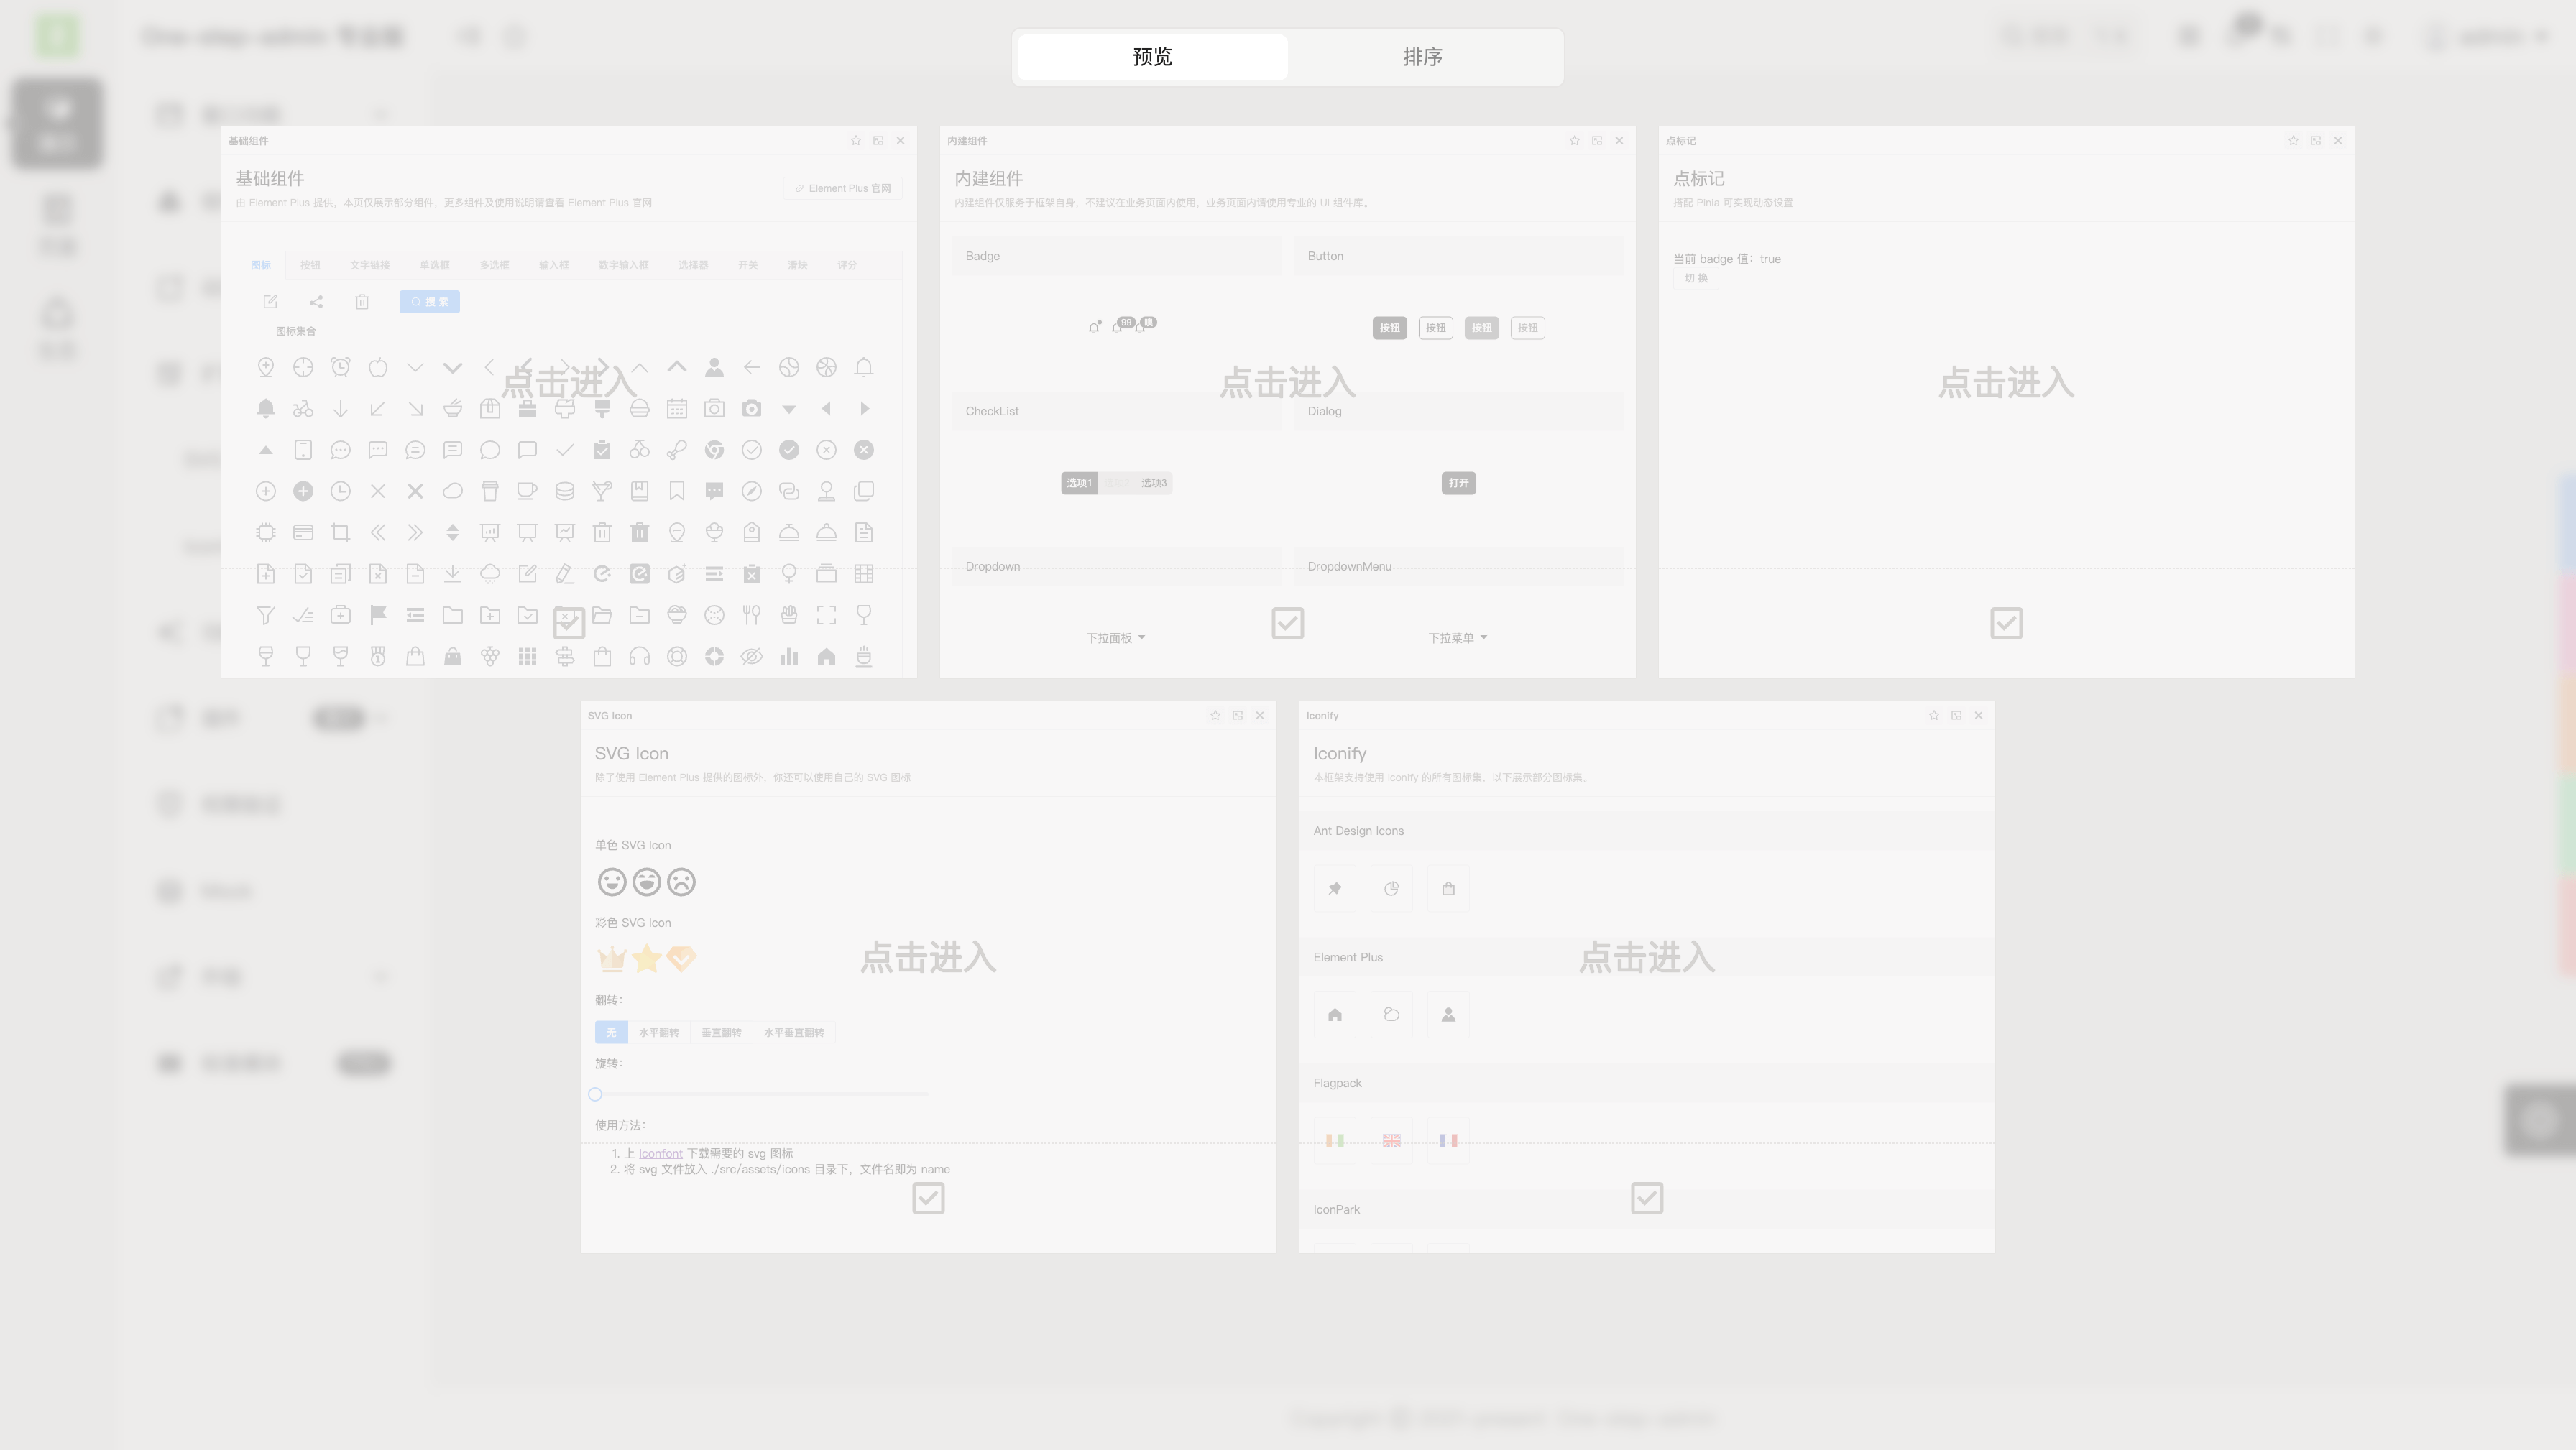 预览
排序
基础组件
基础组件
由 Element Plus 提供，本页仅展示部分组件，更多组件及使用说明请查看 Element Plus 官网
Element Plus 官网
图标 按钮 文字链接 单选框 多选框 输入框 数字输入框 选择器 开关 滑块 评分
搜 索
图标集合
点击进入
内建组件
内建组件
内建组件仅服务于框架自身，不建议在业务页面内使用，业务页面内请使用专业的 UI 组件库。
Badge
Button
99
按钮 按钮 按钮 按钮
点击进入
CheckList
Dialog
选项1 选项3
打开
Dropdown
DropdownMenu
下拉面板
下拉菜单
点标记
点标记
搭配 Pinia 可实现动态设置
当前 badge 值：true
切 换
点击进入
SVG Icon
SVG Icon
除了使用 Element Plus 提供的图标外，你还可以使用自己的 SVG 图标
单色 SVG Icon
彩色 SVG Icon
点击进入
翻转：
无 水平翻转 垂直翻转 水平垂直翻转
旋转：
使用方法：
1. 上 Iconfont 下载需要的 svg 图标
2. 将 svg 文件放入 ./src/assets/icons 目录下，文件名即为 name
Iconify
Iconify
本框架支持使用 Iconify 的所有图标集，以下展示部分图标集。
Ant Design Icons
点击进入
Element Plus
Flagpack
IconPark
One-step-admin 专业版
admin